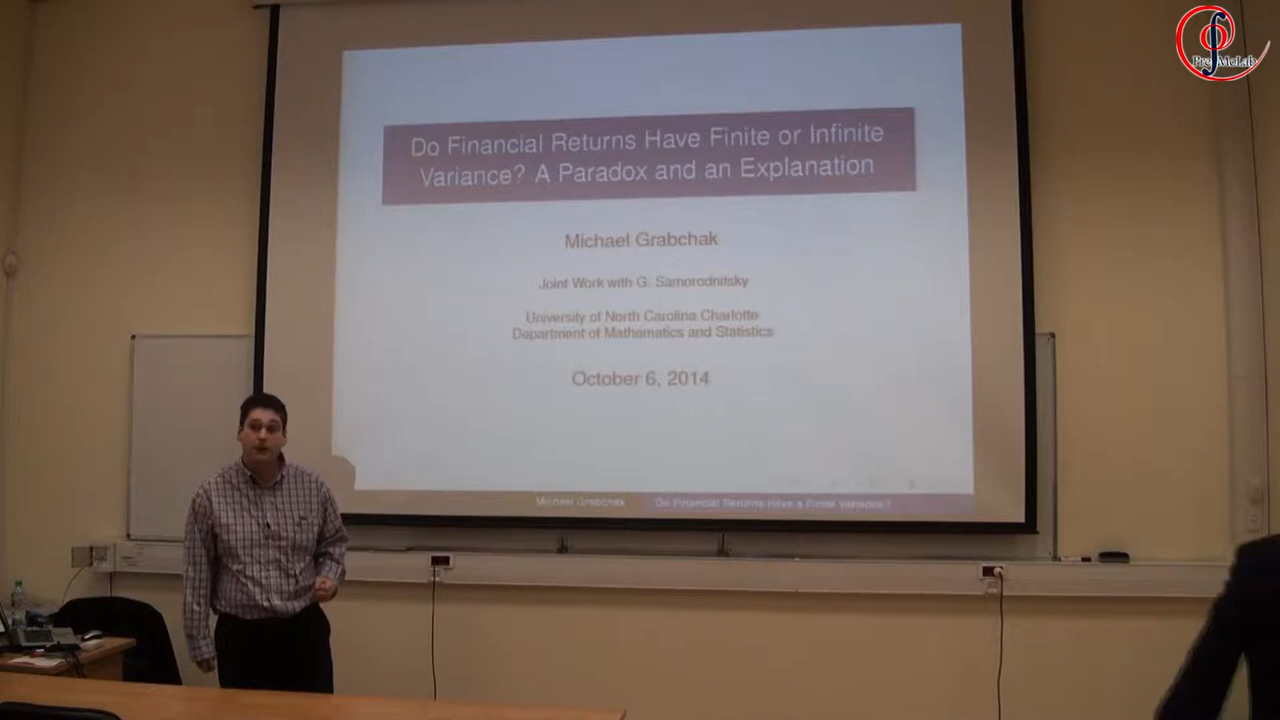 PreMoLab
Do Financial Returns Have Finite or Infinite
Variance? A Paradox and an Explanation
Michael Grabchak
Joint Work with G. Samorodnitsky
University of North Carolina Charlotte
Department of Mathematics and Statistics
October 6, 2014
Michael Grabchak
Do Financial Returns Have a Finite Variance?